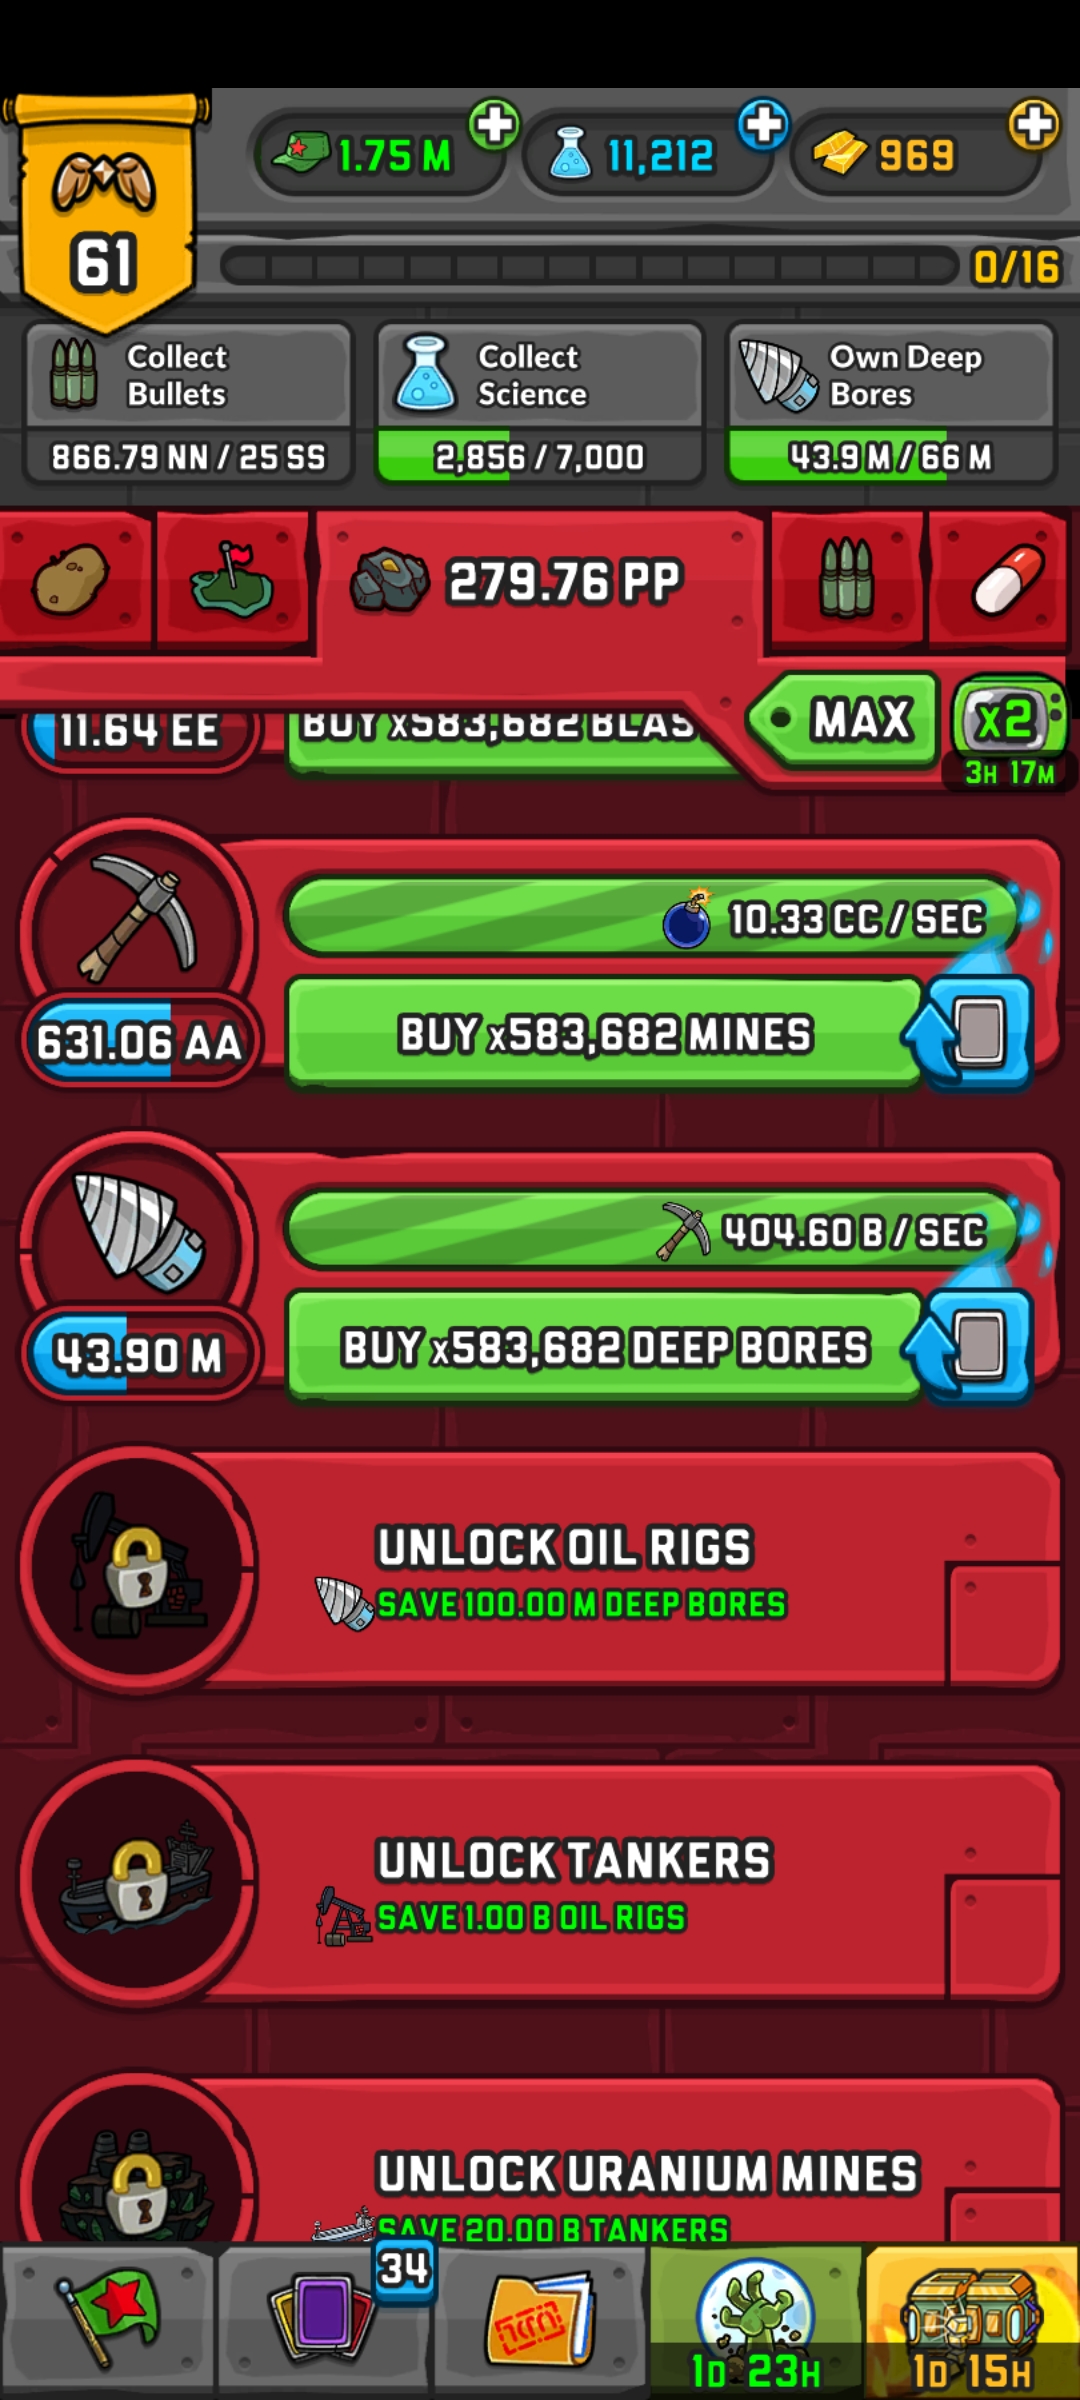 1.75 M
11,212
969
61
0/16
Collect
Bullets
866.79 NN / 25 SS
Collect
Science
2,856 / 7,000
Own Deep
Bores
43.9 M / 66 M
279.76 PP
MAX
x2
3H 17M
11.64 EE
BUY x583,682 BLAS
10.33 CC / SEC
631.06 AA
BUY x583,682 MINES
404.60 B / SEC
43.90 M
BUY x583,682 DEEP BORES
UNLOCK OIL RIGS
SAVE 100.00 M DEEP BORES
UNLOCK TANKERS
SAVE 1.00 B OIL RIGS
UNLOCK URANIUM MINES
SAVE 20.00 B TANKERS
34
1D 23H
1D 15H